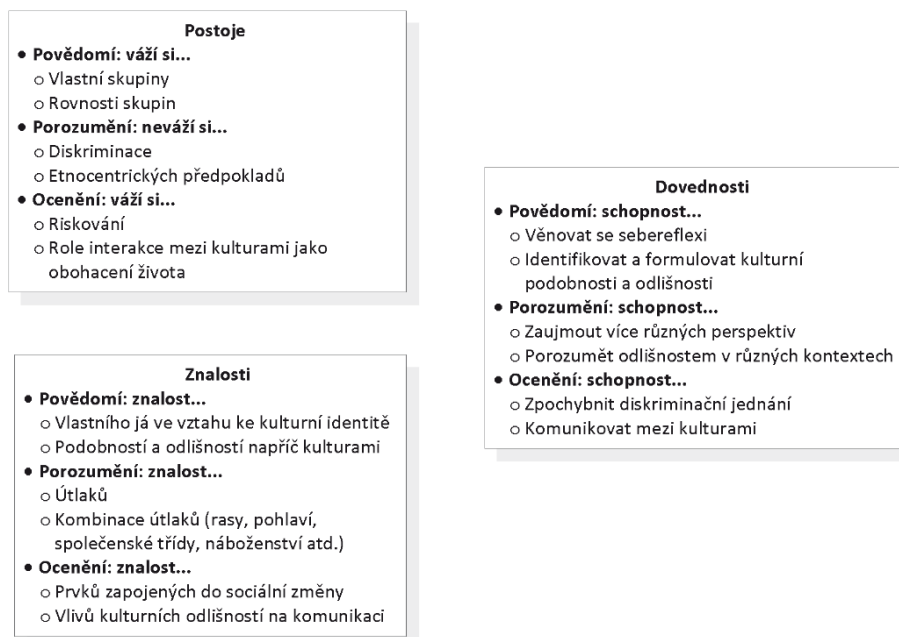 Postoje
• Povědomí: váží si...
o Vlastní skupiny
o Rovnosti skupin
• Porozumění: neváží si...
o Diskriminace
o Etnocentrických předpokladů
• Ocenění: váží si...
o Riskování
o Role interakce mezi kulturami jako
obohacení života
Znalosti
• Povědomí: znalost...
o Vlastního já ve vztahu ke kulturní identitě
o Podobností a odlišností napříč kulturami
• Porozumění: znalost...
o Útlaků
o Kombinace útlaků (rasy, pohlaví,
společenské třídy, náboženství atd.)
• Ocenění: znalost...
o Prvků zapojených do sociální změny
o Vlivů kulturních odlišností na komunikaci
Dovednosti
• Povědomí: schopnost...
o Věnovat se sebereflexi
o Identifikovat a formulovat kulturní
podobnosti a odlišnosti
• Porozumění: schopnost...
o Zaujmout více různých perspektiv
o Porozumět odlišnostem v různých kontextech
• Ocenění: schopnost...
o Zpochybnit diskriminační jednání
o Komunikovat mezi kulturami